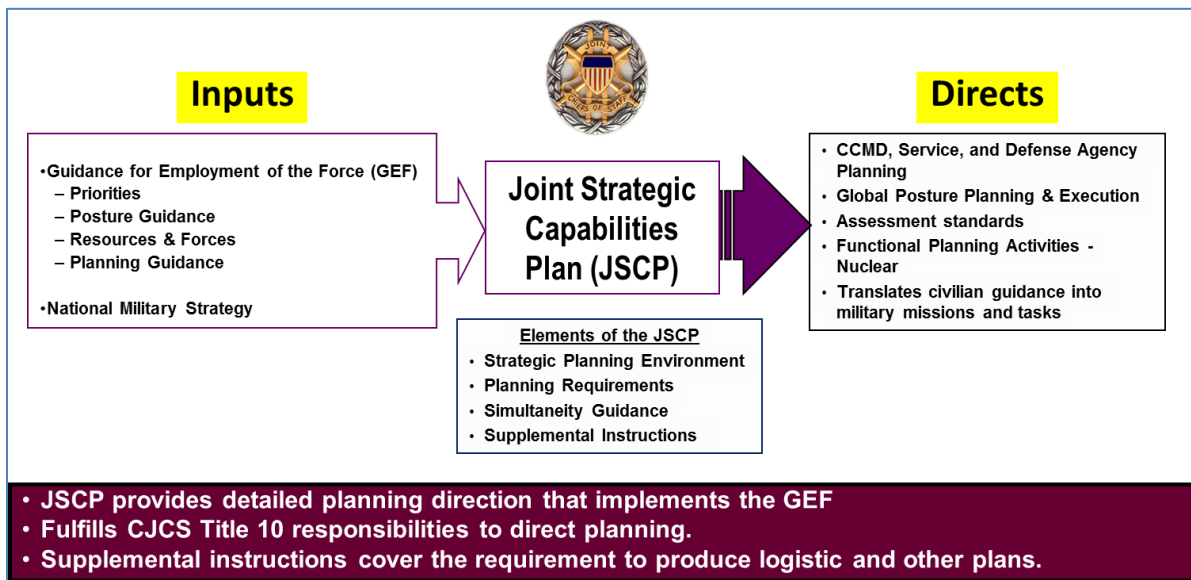 Inputs
JOINT
CHIEFS OF STAFF
Directs
•Guidance for Employment of the Force (GEF)
– Priorities
– Posture Guidance
– Resources & Forces
– Planning Guidance
•National Military Strategy
Joint Strategic
Capabilities
Plan (JSCP)
• CCMD, Service, and Defense Agency
Planning
• Global Posture Planning & Execution
• Assessment standards
• Functional Planning Activities -
Nuclear
• Translates civilian guidance into
military missions and tasks
Elements of the JSCP
• Strategic Planning Environment
• Planning Requirements
• Simultaneity Guidance
• Supplemental Instructions
• JSCP provides detailed planning direction that implements the GEF
• Fulfills CJCS Title 10 responsibilities to direct planning.
• Supplemental instructions cover the requirement to produce logistic and other plans.